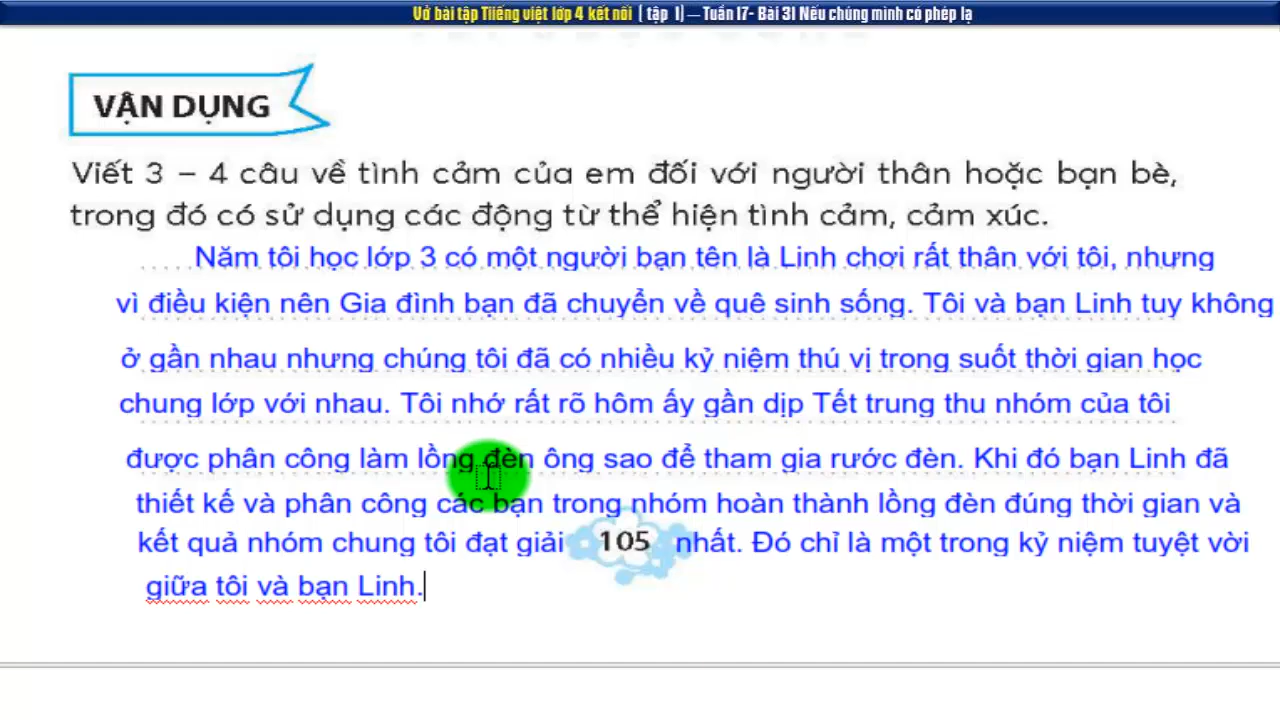 Vở bài tập Tiiếng việt lớp 4 kết nối ( tập 1) – Tuần 17- Bài 31 Nếu chúng mình có phép lạ
VẬN DỤNG
Viết 3 – 4 câu về tình cảm của em đối với người thân hoặc bạn bè,
trong đó có sử dụng các động từ thể hiện tình cảm, cảm xúc.
Năm tôi học lớp 3 có một người bạn tên là Linh chơi rất thân với tôi, nhưng
vì điều kiện nên Gia đình bạn đã chuyển về quê sinh sống. Tôi và bạn Linh tuy không
ở gần nhau nhưng chúng tôi đã có nhiều kỷ niệm thú vị trong suốt thời gian học
chung lớp với nhau. Tôi nhớ rất rõ hôm ấy gần dịp Tết trung thu nhóm của tôi
được phân công làm lồng đèn ông sao để tham gia rước đèn. Khi đó bạn Linh đã
thiết kế và phân công các bạn trong nhóm hoàn thành lồng đèn đúng thời gian và
kết quả nhóm chung tôi đạt giải 105 nhất. Đó chỉ là một trong kỷ niệm tuyệt vời
giữa tôi và bạn Linh.